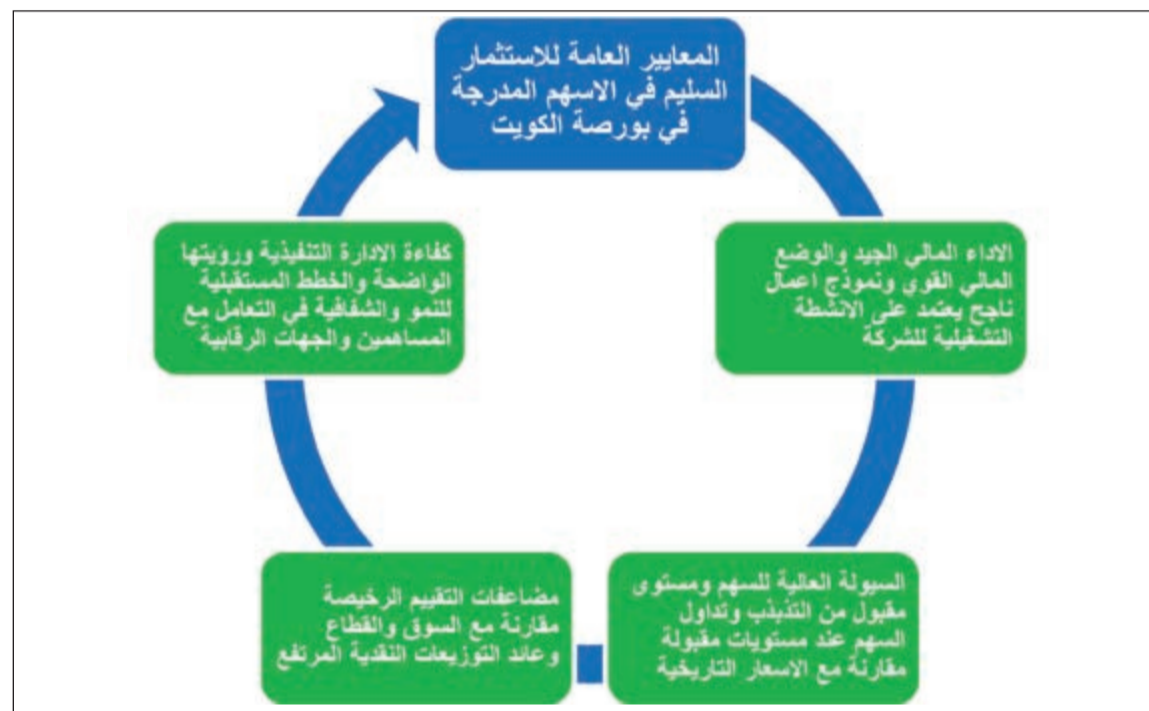 المعايير العامة للاستثمار
السليم في الاسهم المدرجة
في بورصة الكويت
الاداء المالي الجيد والوضع
المالي القوي ونموذج اعمال
ناجح يعتمد على الانشطة
التشغيلية للشركة
السيولة العالية للسهم ومستوى
مقبول من التذبذب وتداول
السهم عند مستويات مقبولة
مقارنة مع الاسعار التاريخية
مضاعفات التقييم الرخيصة
مقارنة مع السوق والقطاع
وعائد التوزيعات النقدية المرتفع
كفاءة الادارة التنفيذية ورؤيتها
الواضحة والخطط المستقبلية
للنمو والشفافية في التعامل مع
المساهمين والجهات الرقابية